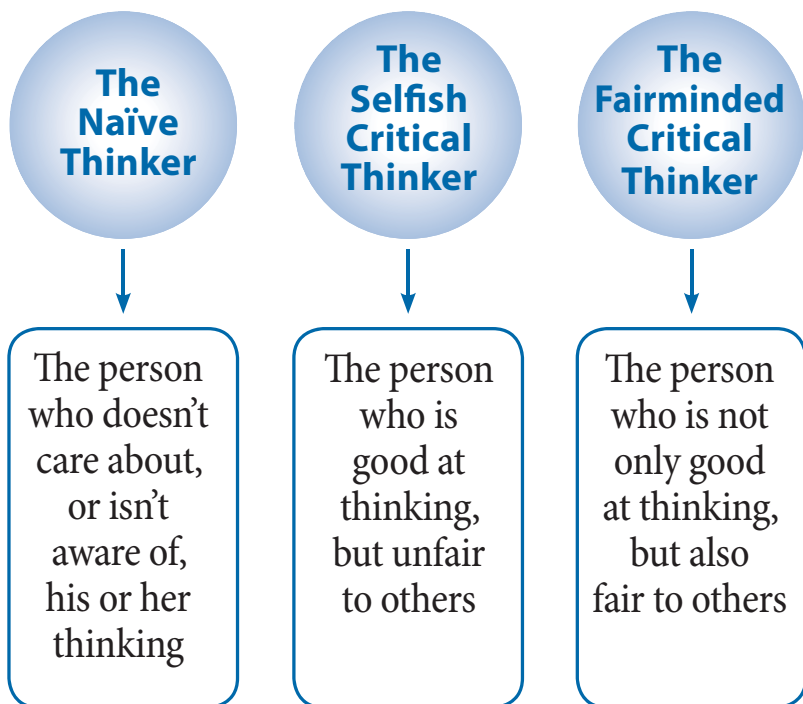 The
Naïve
Thinker
The
Selfish
Critical
Thinker
The
Fairminded
Critical
Thinker
The person
who doesn't
care about,
or isn't
aware of,
his or her
thinking
The person
who is
good at
thinking,
but unfair
to others
The person
who is not
only good
at thinking,
but also
fair to others